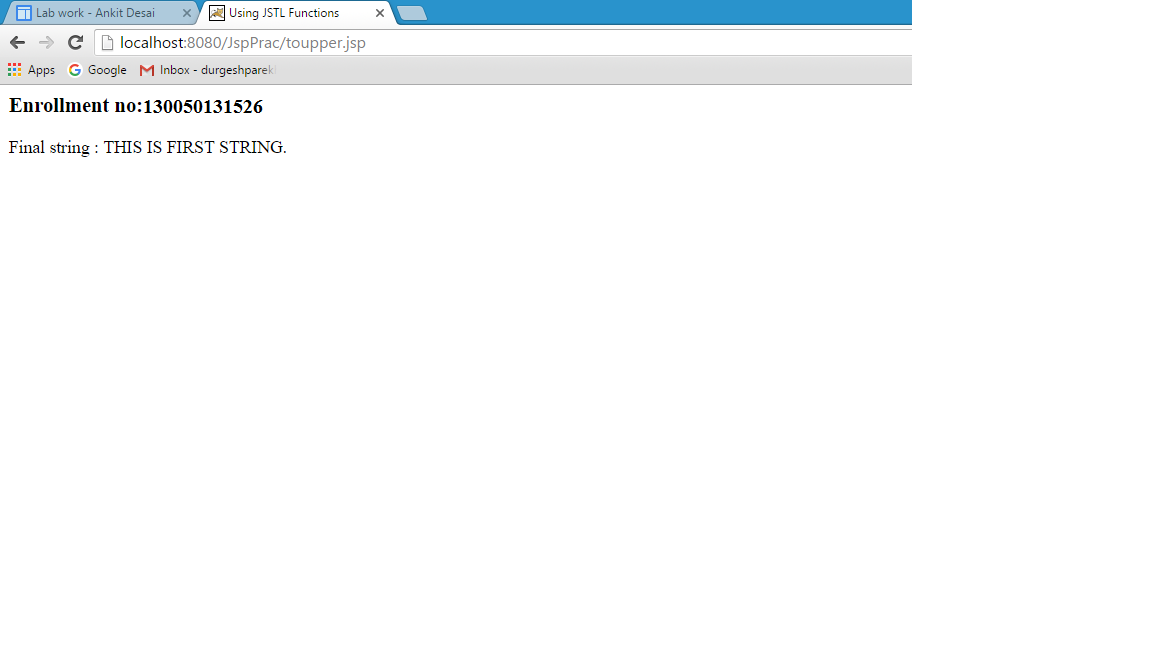 Lab work - Ankit Desai
Using JSTL Functions
localhost:8080/JspPrac/toupper.jsp
Apps Google Inbox - durgeshparek
Enrollment no:130050131526
Final string : THIS IS FIRST STRING.